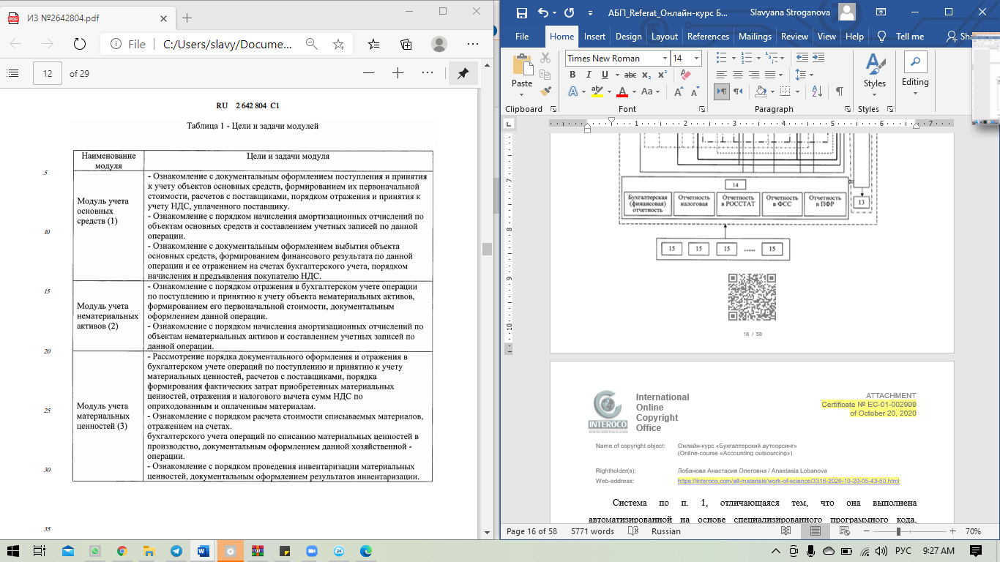 ИЗ №2642804.pdf
File
C:/Users/slavy/Docume...
12
of 29
RU 2 642 804 C1
Таблица 1 - Цели и задачи модулей
Наименование
модуля
Цели и задачи модуля
5
Модуль учета
основных
средств (1)
- Ознакомление с документальным оформлением поступления и принятия
к учету объектов основных средств, формированием их первоначальной
стоимости, расчетов с поставщиками, порядком отражения и принятия к
учету НДС, уплаченного поставщику.
- Ознакомление с порядком начисления амортизационных отчислений по
объектам основных средств и составлением учетных записей по данной
операции.
- Ознакомление с документальным оформлением выбытия объекта
основных средств, формированием финансового результата по данной
операции и ее отражением на счетах бухгалтерского учета, порядком
начисления и предъявления покупателю НДС.
10
15
Модуль учета
нематериальных
активов (2)
- Ознакомление с порядком отражения в бухгалтерском учете операции
по поступлению и принятию к учету объекта нематериальных активов,
формированием его первоначальной стоимости, документальным
оформлением данной операции.
- Ознакомление с порядком начисления амортизационных отчислений по
объектам нематериальных активов и составлением учетных записей по
данной операции.
20
Модуль учета
материальных
ценностей (3)
- Рассмотрение порядка документального оформления и отражения в
бухгалтерском учете операций по поступлению и принятию к учету
материальных ценностей, расчетов с поставщиками, порядка
формирования фактических затрат приобретенных материальных
ценностей, отражения и налогового вычета сумм НДС по
оприходованным и оплаченным материалам.
- Ознакомление с порядком расчета стоимости списываемых материалов,
отражением на счетах.
бухгалтерского учета операций по списанию материальных ценностей в
производство, документальным оформлением данной хозяйственной -
операции.
- Ознакомление с порядком проведения инвентаризации материальных
ценностей, документальным оформлением результатов инвентаризации.
25
30
35
АБП_Referat_Онлайн-курс Б...
Slavyana Stroganova
File Home Insert Design Layout References Mailings Review View Help Tell me
Times New Roman 14
Paste
Clipboard
Font
Paragraph
Styles
Styles
Editing
1 2 3 4 5 6 7
7
8
9
10
14
Бухгалтерская
(финансовая)
отчетность
Отчетность
налоговая
Отчетность
в РОССТАТ
Отчетность
в ФСС
Отчетность
в ПФР
13
15 15 15 ...... 15
16 / 58
INTEROCO
www.interoco.com
International
Online
Copyright
Office
ATTACHMENT
Certificate № EC-01-002999
of October 20, 2020
Name of copyright object: Онлайн-курс «Бухгалтерский аутсорсинг»
(Online-course «Accounting outsourcing»)
Rightholder(s): Лобанова Анастасия Олеговна / Anastasia Lobanova
Web-address: https://interoco.com/all-materials/work-of-science/3316-2020-10-20-05-43-50.html
Система по п. 1, отличающаяся тем, что она выполнена
автоматизированной на основе специализированного программного кода,
Page 16 of 58 5771 words Russian 70%
РУС 9:27 AM